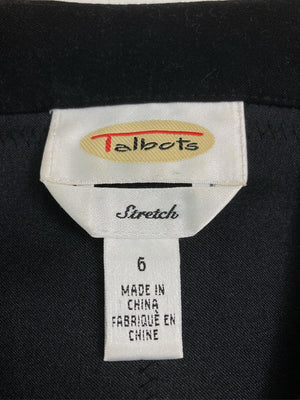 Talbots
Stretch
6
MADE IN
CHINA
FABRIQUÉ EN
CHINE